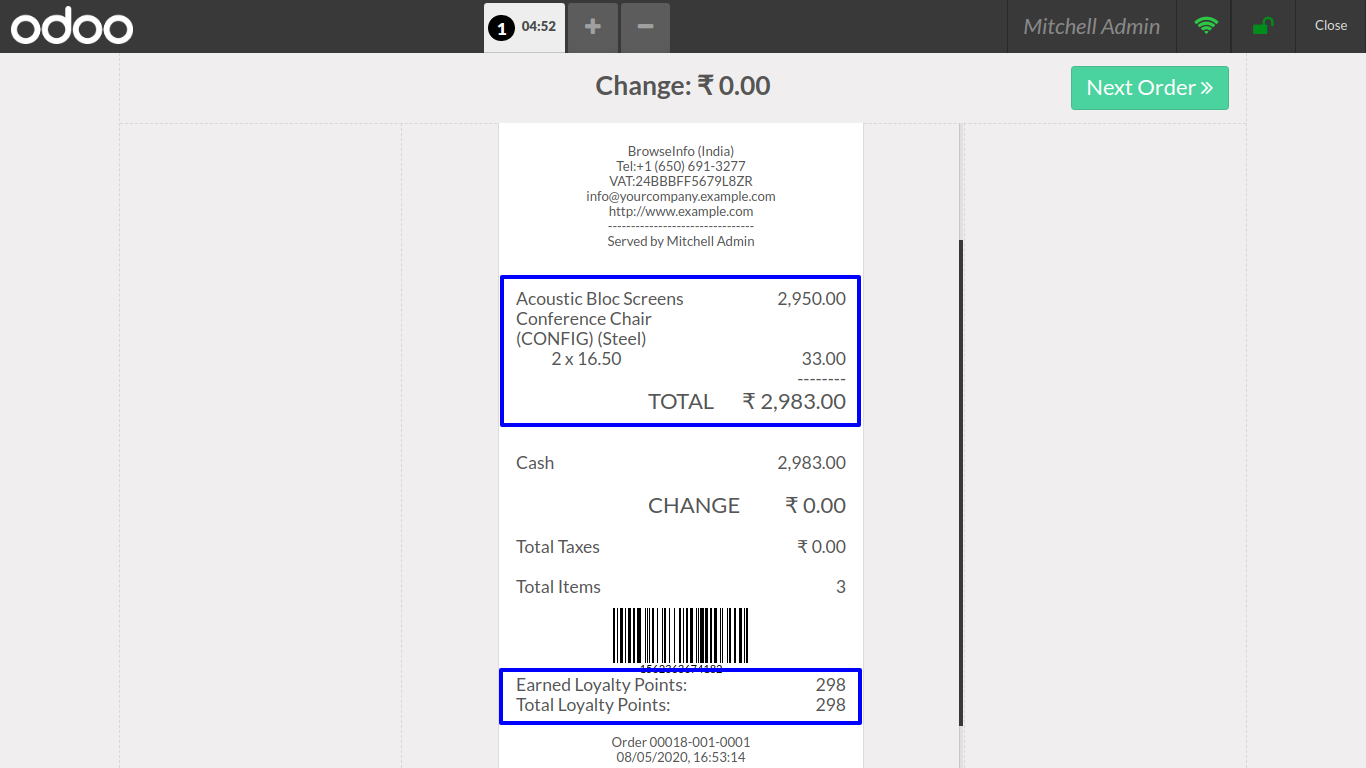 odoo
1 04:52 + −
Mitchell Admin
Close
Change: ₹ 0.00
Next Order »
BrowseInfo (India)
Tel:+1 (650) 691-3277
VAT:24BBBFF5679L8ZR
info@yourcompany.example.com
http://www.example.com
--------------------------------
Served by Mitchell Admin
Acoustic Bloc Screens 2,950.00
Conference Chair
(CONFIG) (Steel)
2 x 16.50 33.00
--------
TOTAL ₹ 2,983.00
Cash 2,983.00
CHANGE ₹ 0.00
Total Taxes ₹ 0.00
Total Items 3
Earned Loyalty Points: 298
Total Loyalty Points: 298
Order 00018-001-0001
08/05/2020, 16:53:14